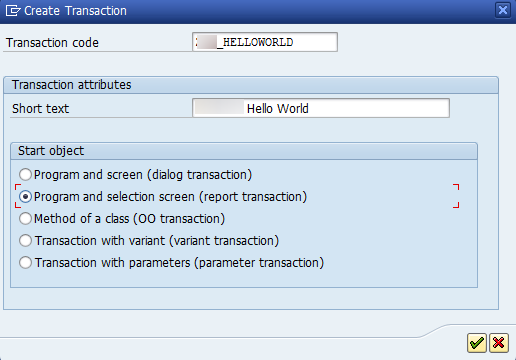 Create Transaction
Transaction code
_HELLOWORLD
Transaction attributes
Short text
Hello World
Start object
Program and screen (dialog transaction)
Program and selection screen (report transaction)
Method of a class (OO transaction)
Transaction with variant (variant transaction)
Transaction with parameters (parameter transaction)